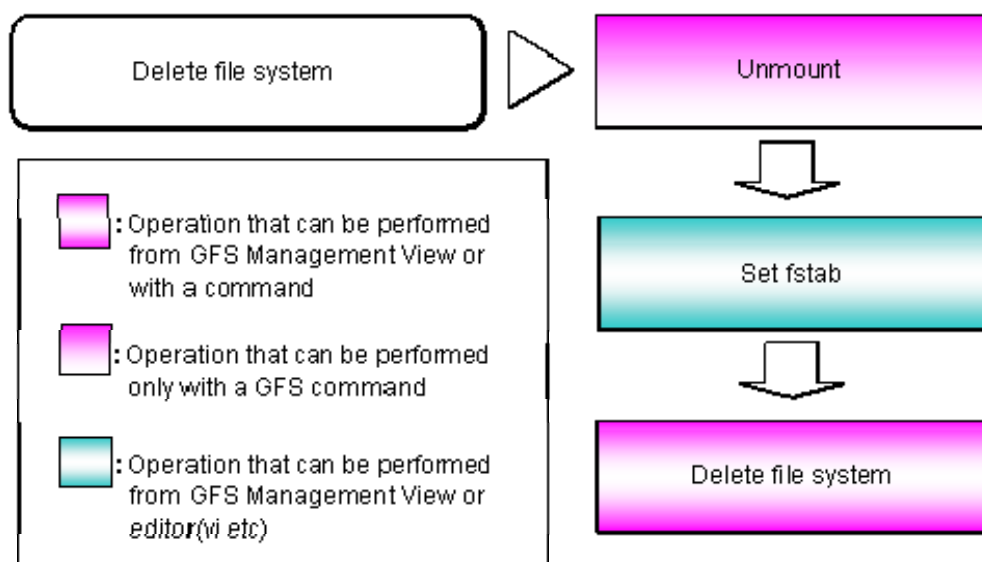 Delete file system
Unmount
Set fstab
Delete file system
: Operation that can be performed
from GFS Management View or
with a command
: Operation that can be performed
only with a GFS command
: Operation that can be performed
from GFS Management View or
editor(vi etc)